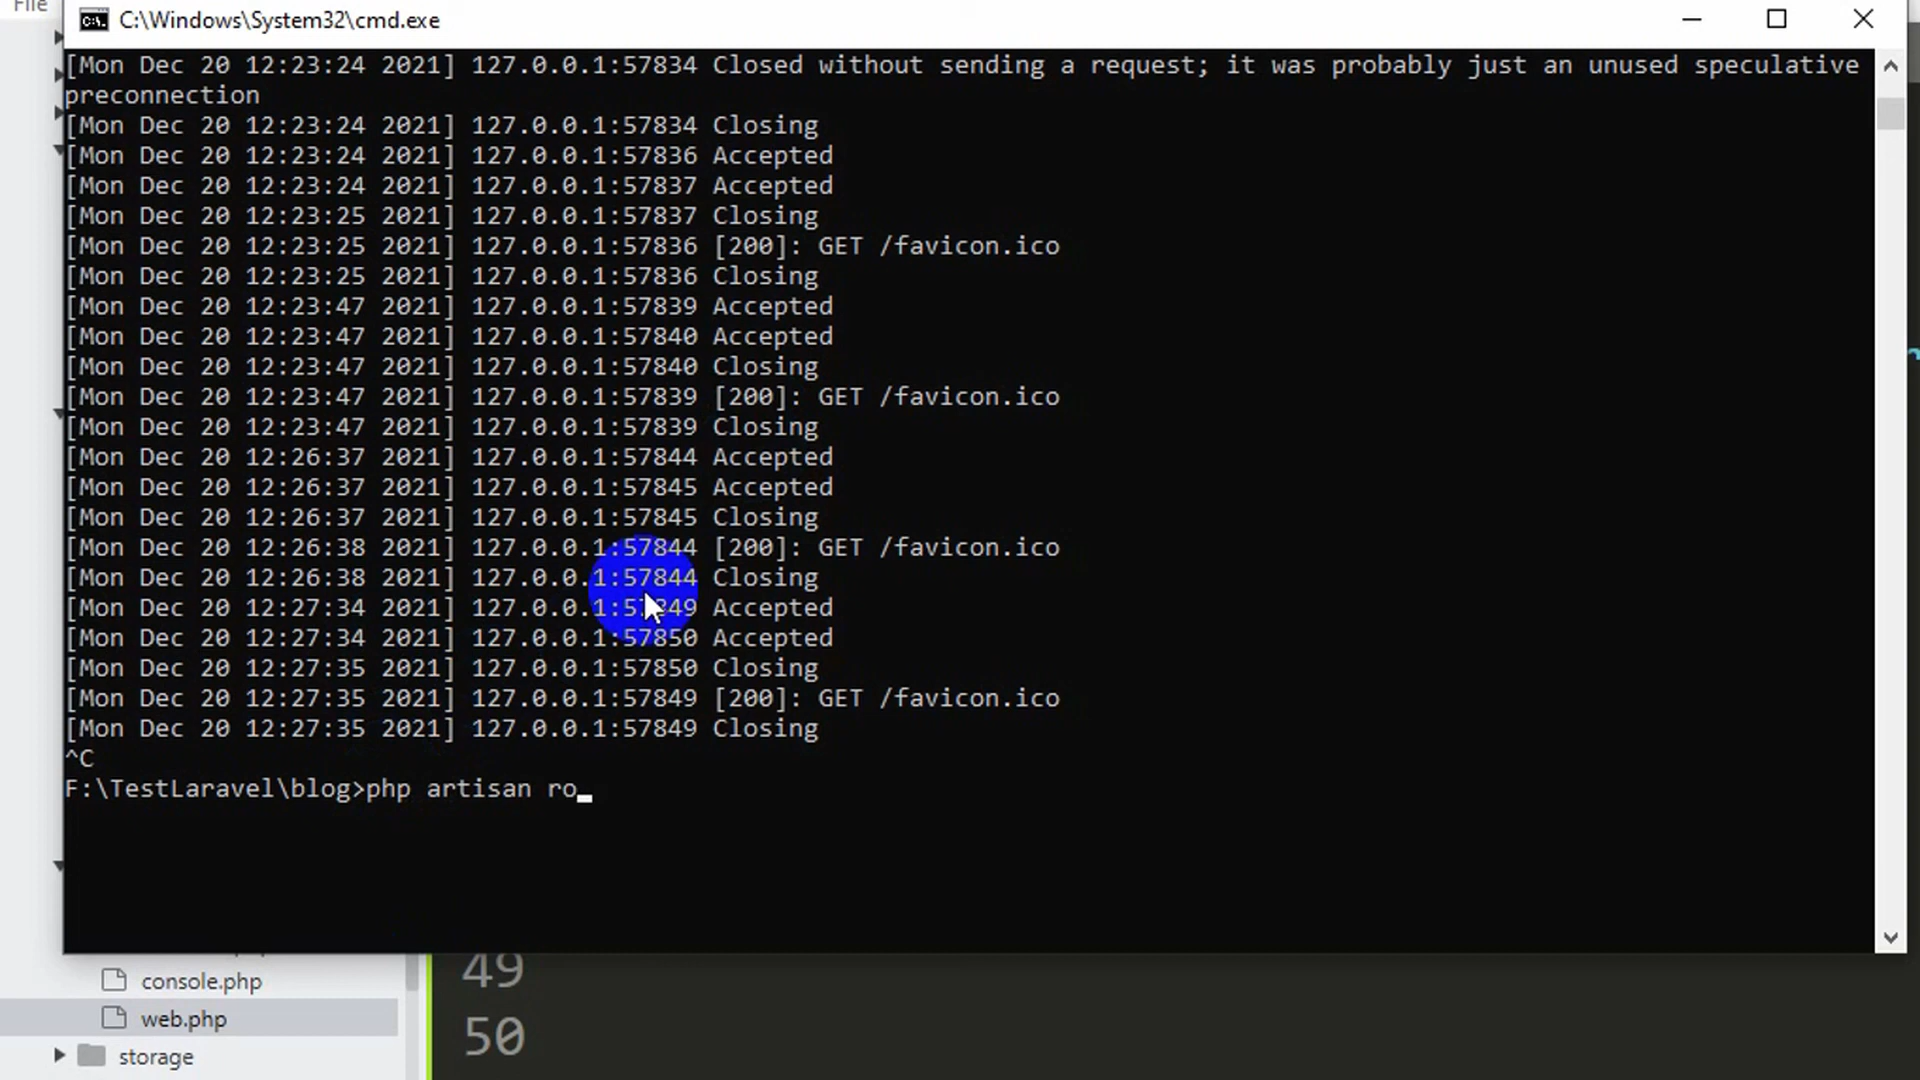 File
C:\Windows\System32\cmd.exe
[Mon Dec 20 12:23:24 2021] 127.0.0.1:57834 Closed without sending a request; it was probably just an unused speculative
preconnection
[Mon Dec 20 12:23:24 2021] 127.0.0.1:57834 Closing
[Mon Dec 20 12:23:24 2021] 127.0.0.1:57836 Accepted
[Mon Dec 20 12:23:24 2021] 127.0.0.1:57837 Accepted
[Mon Dec 20 12:23:25 2021] 127.0.0.1:57837 Closing
[Mon Dec 20 12:23:25 2021] 127.0.0.1:57836 [200]: GET /favicon.ico
[Mon Dec 20 12:23:25 2021] 127.0.0.1:57836 Closing
[Mon Dec 20 12:23:47 2021] 127.0.0.1:57839 Accepted
[Mon Dec 20 12:23:47 2021] 127.0.0.1:57840 Accepted
[Mon Dec 20 12:23:47 2021] 127.0.0.1:57840 Closing
[Mon Dec 20 12:23:47 2021] 127.0.0.1:57839 [200]: GET /favicon.ico
[Mon Dec 20 12:23:47 2021] 127.0.0.1:57839 Closing
[Mon Dec 20 12:26:37 2021] 127.0.0.1:57844 Accepted
[Mon Dec 20 12:26:37 2021] 127.0.0.1:57845 Accepted
[Mon Dec 20 12:26:37 2021] 127.0.0.1:57845 Closing
[Mon Dec 20 12:26:38 2021] 127.0.0.1:57844 [200]: GET /favicon.ico
[Mon Dec 20 12:26:38 2021] 127.0.0.1:57844 Closing
[Mon Dec 20 12:27:34 2021] 127.0.0.1:57849 Accepted
[Mon Dec 20 12:27:34 2021] 127.0.0.1:57850 Accepted
[Mon Dec 20 12:27:35 2021] 127.0.0.1:57850 Closing
[Mon Dec 20 12:27:35 2021] 127.0.0.1:57849 [200]: GET /favicon.ico
[Mon Dec 20 12:27:35 2021] 127.0.0.1:57849 Closing
^C
F:\TestLaravel\blog>php artisan ro
console.php
web.php
storage
49
50